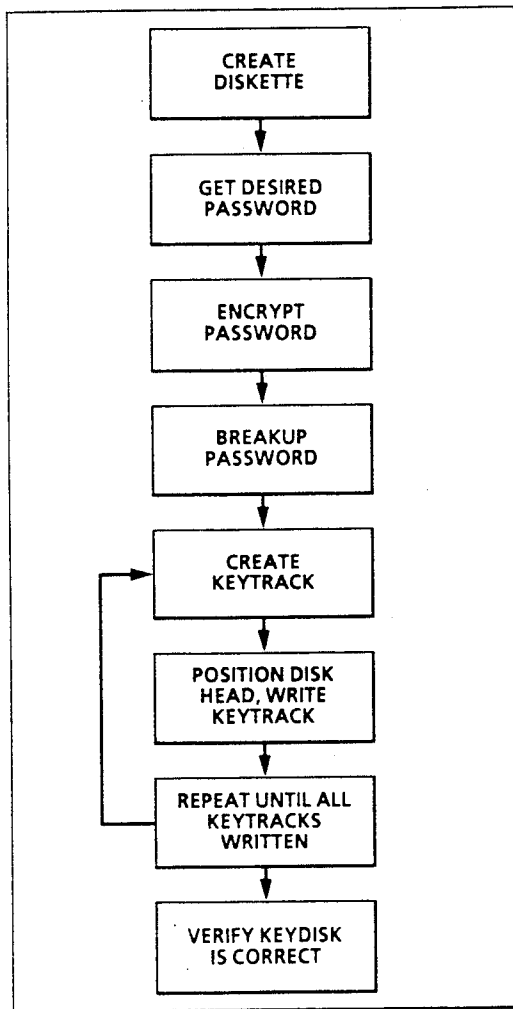 CREATE
DISKETTE
GET DESIRED
PASSWORD
ENCRYPT
PASSWORD
BREAKUP
PASSWORD
CREATE
KEYTRACK
POSITION DISK
HEAD, WRITE
KEYTRACK
REPEAT UNTIL ALL
KEYTRACKS
WRITTEN
VERIFY KEYDISK
IS CORRECT